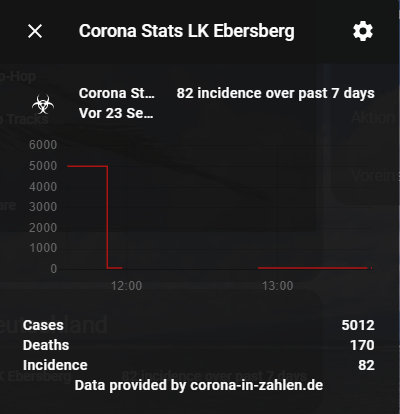 Corona Stats LK Ebersberg
Corona St... 82 incidence over past 7 days
Vor 23 Se...
6000
5000
4000
3000
2000
1000
0
12:00 13:00
Cases 5012
Deaths 170
Incidence 82
Data provided by corona-in-zahlen.de